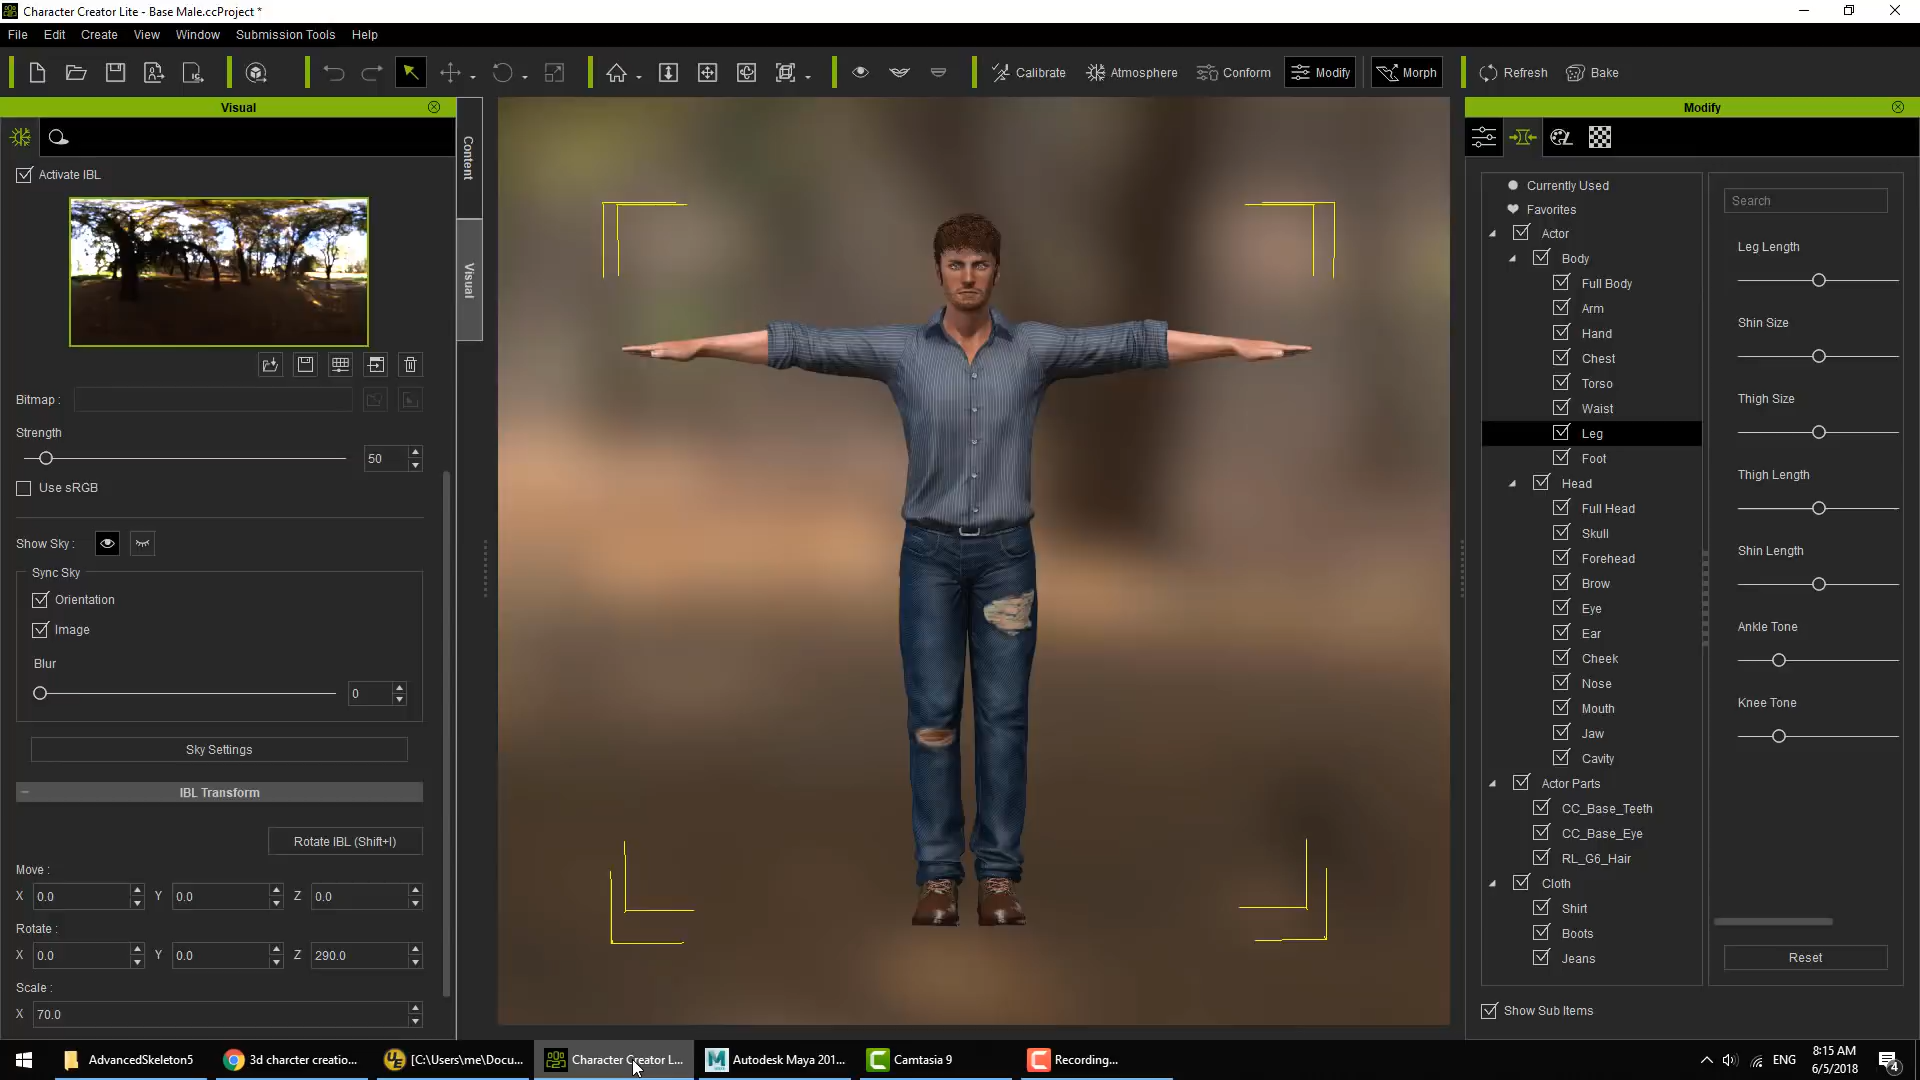 Character Creator Lite - Base Male.ccProject *
File Edit Create View Window Submission Tools Help
Calibrate Atmosphere Conform Modify Morph Refresh Bake
Visual
Activate IBL
Bitmap :
Strength
50
Use sRGB
Show Sky :
Sync Sky
Orientation
Image
Blur
0
Sky Settings
IBL Transform
Rotate IBL (Shift+I)
Move :
X 0.0 Y 0.0 Z 0.0
Rotate :
X 0.0 Y 0.0 Z 290.0
Scale :
X 70.0
Content
Visual
Modify
Currently Used
Favorites
Actor
Body
Full Body
Arm
Hand
Chest
Torso
Waist
Leg
Foot
Head
Full Head
Skull
Forehead
Brow
Eye
Ear
Cheek
Nose
Mouth
Jaw
Cavity
Actor Parts
CC_Base_Teeth
CC_Base_Eye
RL_G6_Hair
Cloth
Shirt
Boots
Jeans
Show Sub Items
Search
Leg Length
Shin Size
Thigh Size
Thigh Length
Shin Length
Ankle Tone
Knee Tone
Reset
AdvancedSkeleton5 3d charcter creatio... [C:\Users\me\Docu... Character Creator L... Autodesk Maya 201... Camtasia 9 Recording... ENG 8:15 AM
6/5/2018
4